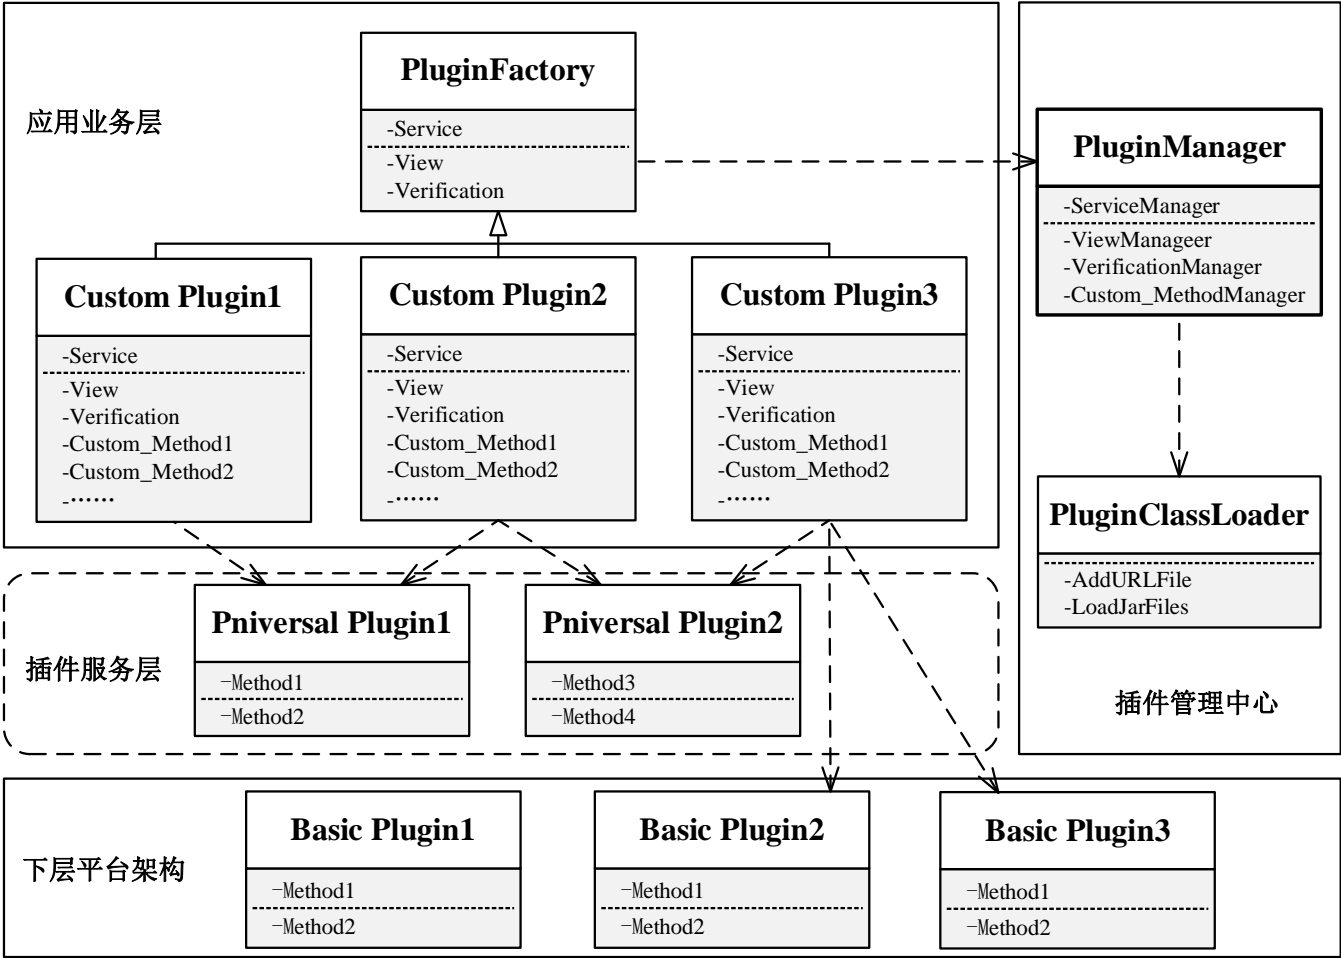 应用业务层
PluginFactory
-Service
-View
-Verification
Custom Plugin1
-Service
-View
-Verification
-Custom_Method1
-Custom_Method2
-……
Custom Plugin2
-Service
-View
-Verification
-Custom_Method1
-Custom_Method2
-……
Custom Plugin3
-Service
-View
-Verification
-Custom_Method1
-Custom_Method2
-……
PluginManager
-ServiceManager
-ViewManageer
-VerificationManager
-Custom_MethodManager
PluginClassLoader
-AddURLFile
-LoadJarFiles
插件管理中心
插件服务层
Pniversal Plugin1
-Method1
-Method2
Pniversal Plugin2
-Method3
-Method4
下层平台架构
Basic Plugin1
-Method1
-Method2
Basic Plugin2
-Method1
-Method2
Basic Plugin3
-Method1
-Method2